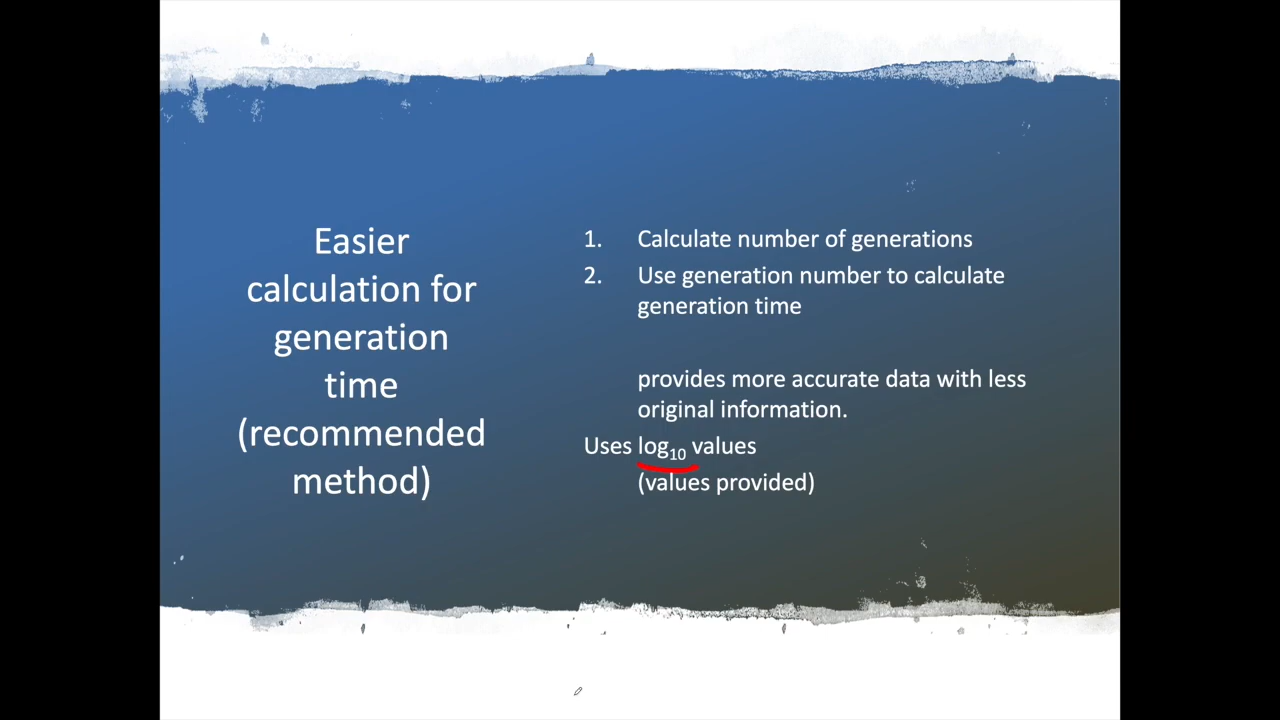 Easier
calculation for
generation
time
(recommended
method)
1. Calculate number of generations
2. Use generation number to calculate
generation time
provides more accurate data with less
original information.
Uses log₁₀ values
(values provided)